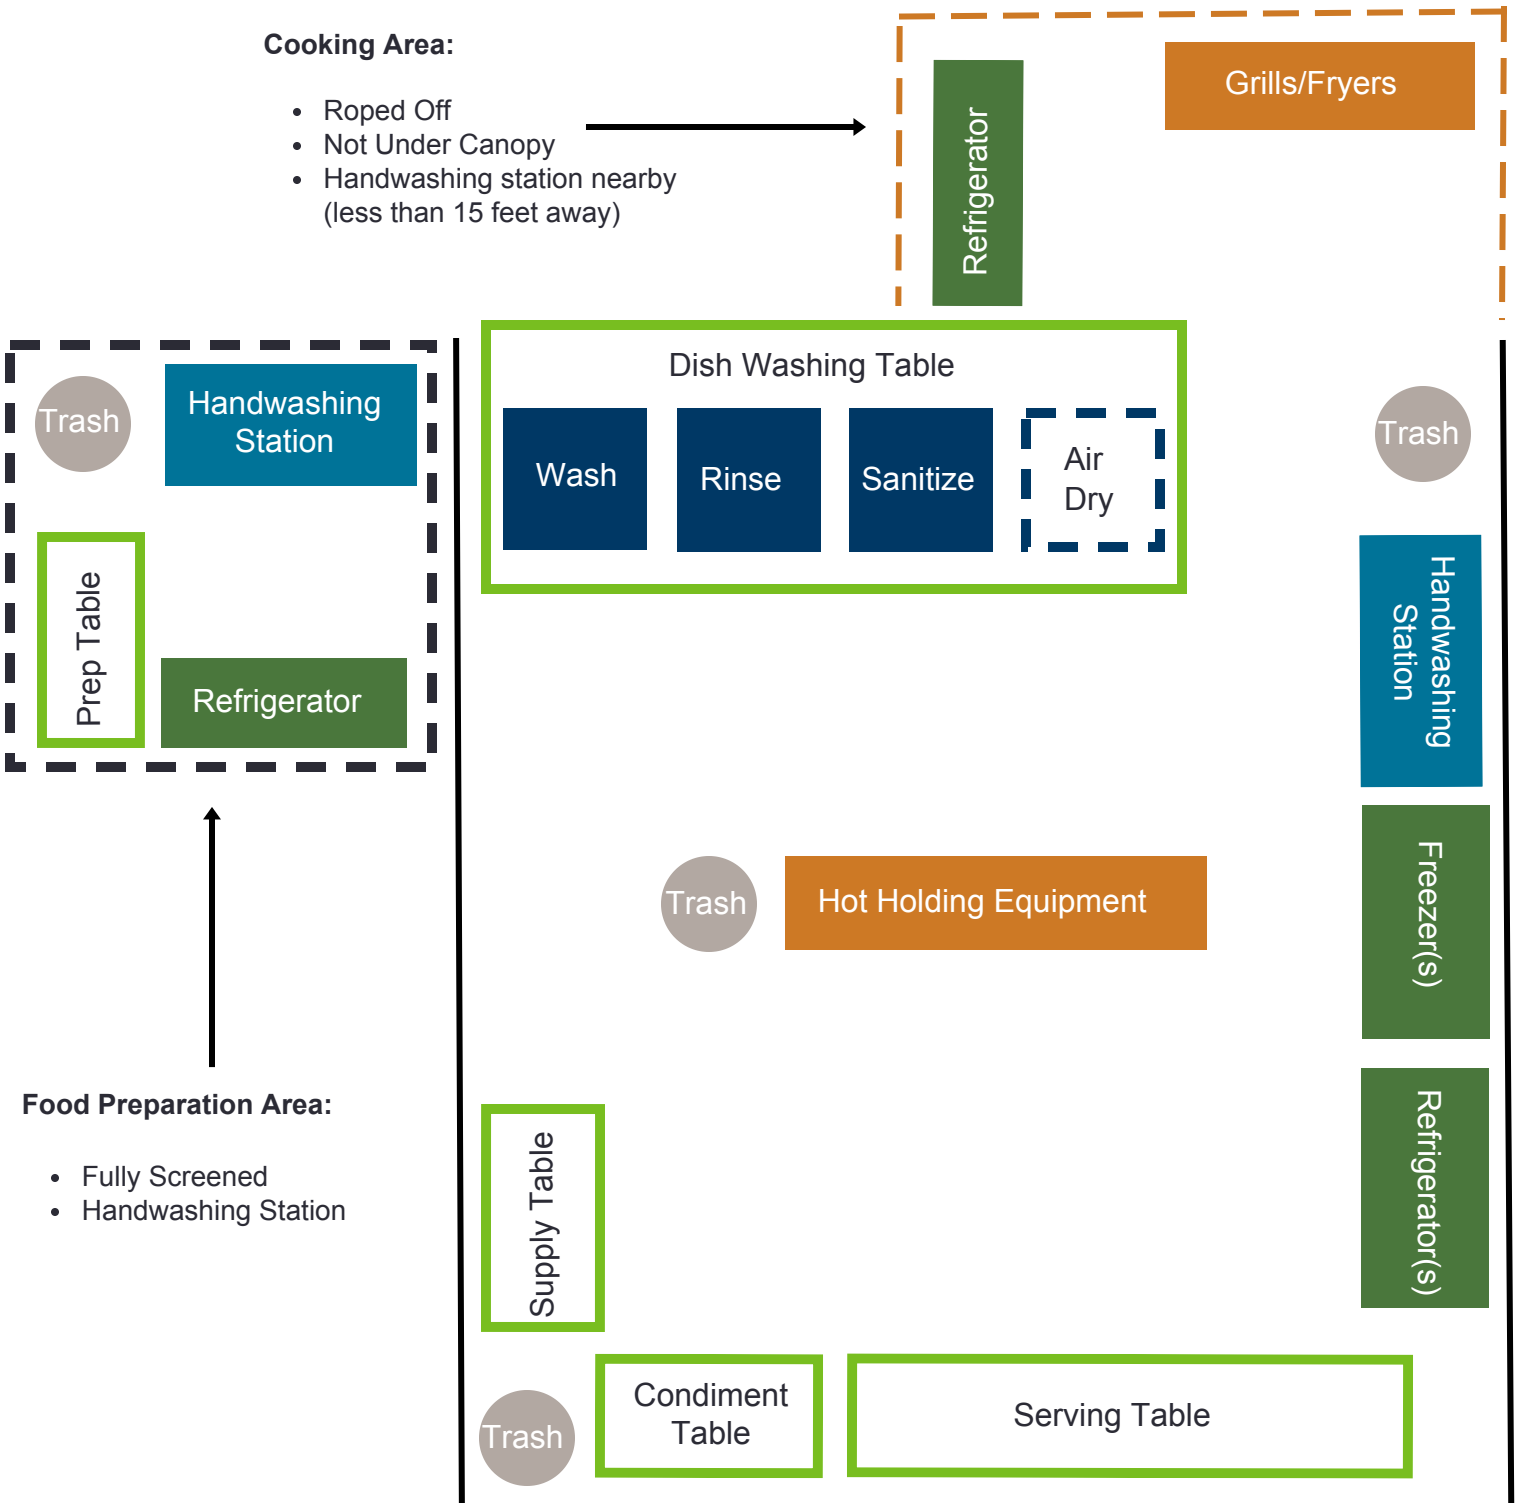 Cooking Area:
• Roped Off
• Not Under Canopy
• Handwashing station nearby
(less than 15 feet away)
Refrigerator
Grills/Fryers
Trash
Handwashing
Station
Prep Table
Refrigerator
Dish Washing Table
Wash
Rinse
Sanitize
Air
Dry
Trash
Handwashing
Station
Trash
Hot Holding Equipment
Freezer(s)
Food Preparation Area:
• Fully Screened
• Handwashing Station
Supply Table
Refrigerator(s)
Trash
Condiment
Table
Serving Table